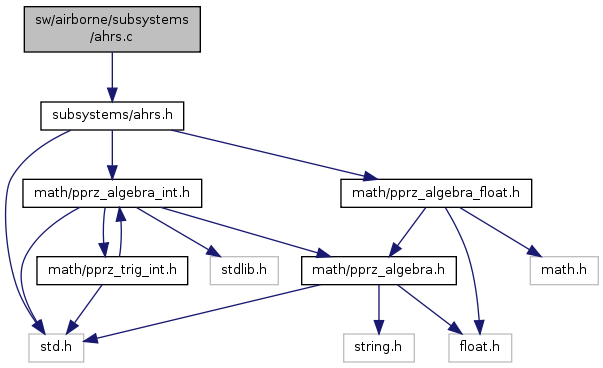 sw/airborne/subsystems
/ahrs.c
subsystems/ahrs.h
math/pprz_algebra_int.h
math/pprz_algebra_float.h
math/pprz_trig_int.h
stdlib.h
math/pprz_algebra.h
math.h
std.h
string.h
float.h